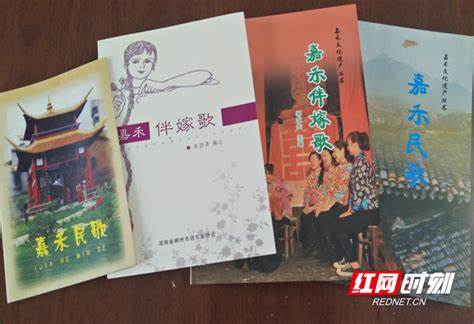 嘉禾民歌
JIA HE MIN GE
嘉禾 伴嫁歌
嘉禾文化遗产丛书
嘉禾伴嫁歌
嘉禾文化遗产丛书
嘉禾民歌
红网时刻
REDNET.CN